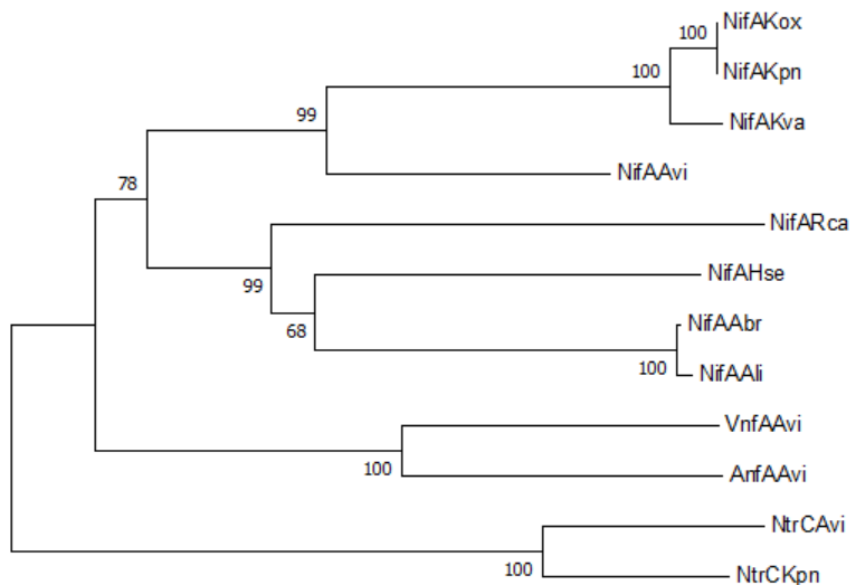 NifAKox
100
NifAKpn
100
NifAKva
99
NifAAvi
78
NifARca
99
NifAHse
68
NifAAbr
100
NifAAli
VnfAAvi
100
AnfAAvi
NtrCAvi
100
NtrCKpn